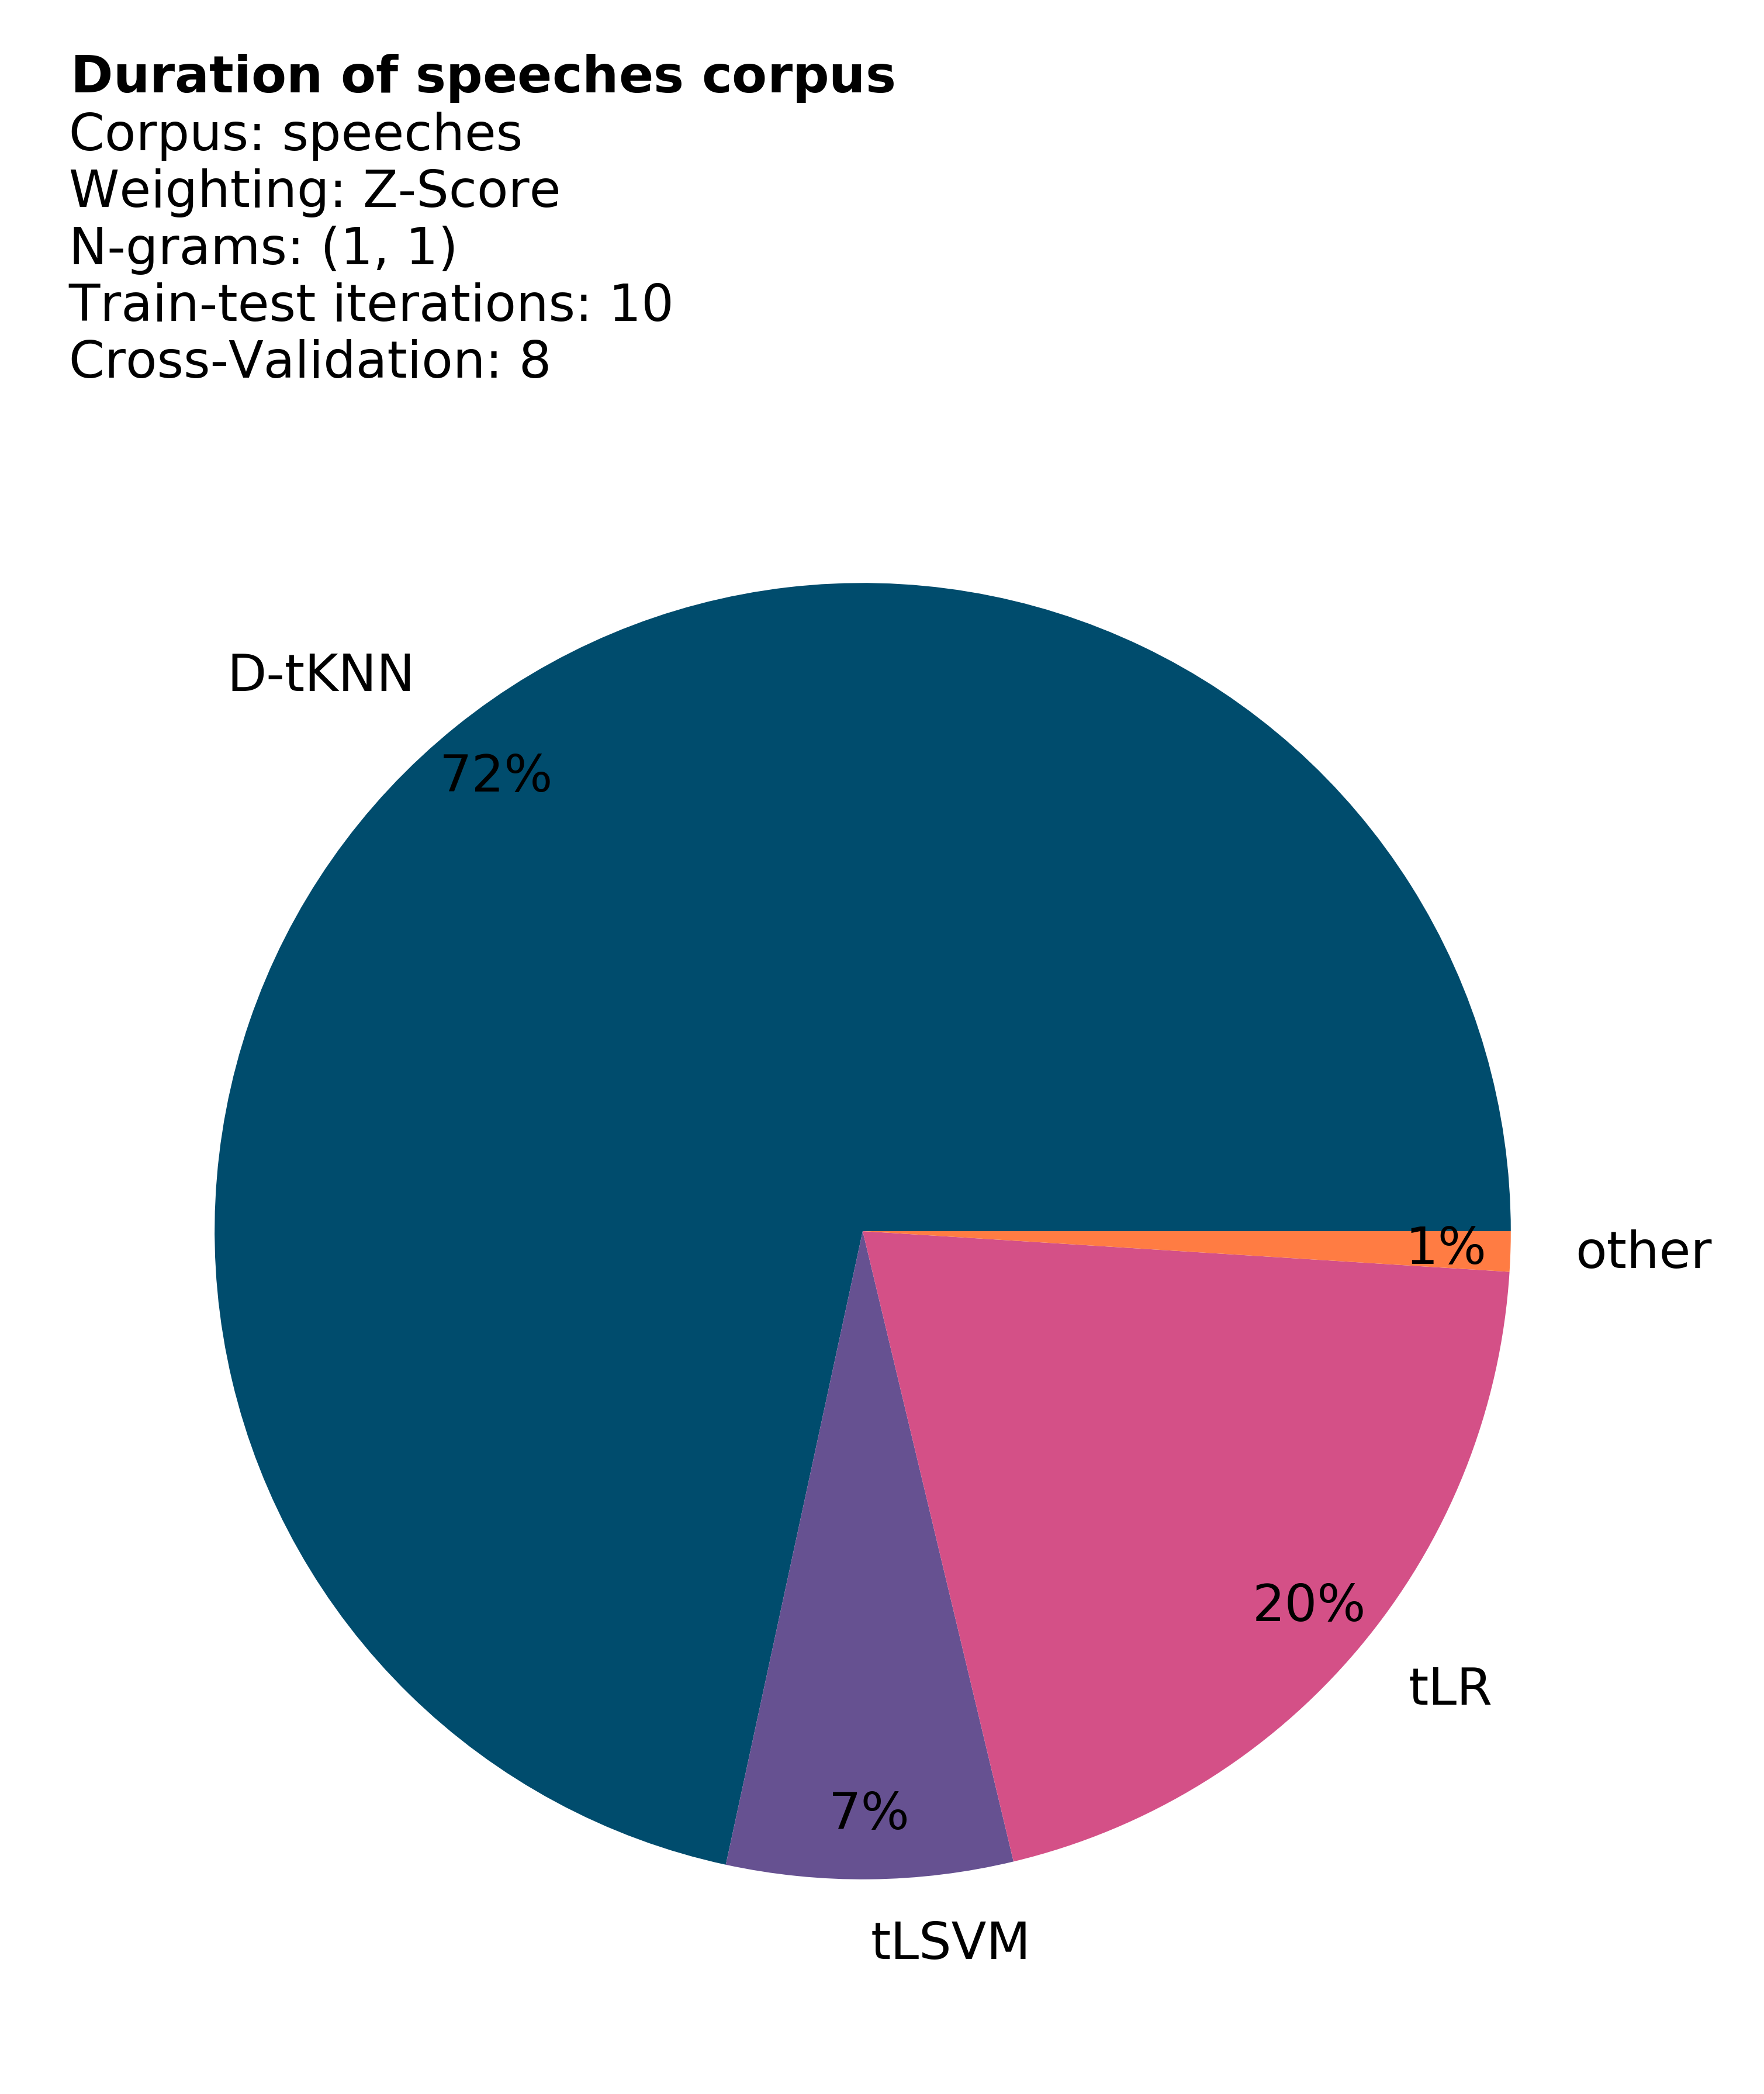 Duration of speeches corpus
Corpus: speeches
Weighting: Z-Score
N-grams: (1, 1)
Train-test iterations: 10
Cross-Validation: 8
D-tKNN
72%
1%
other
20%
tLR
7%
tLSVM